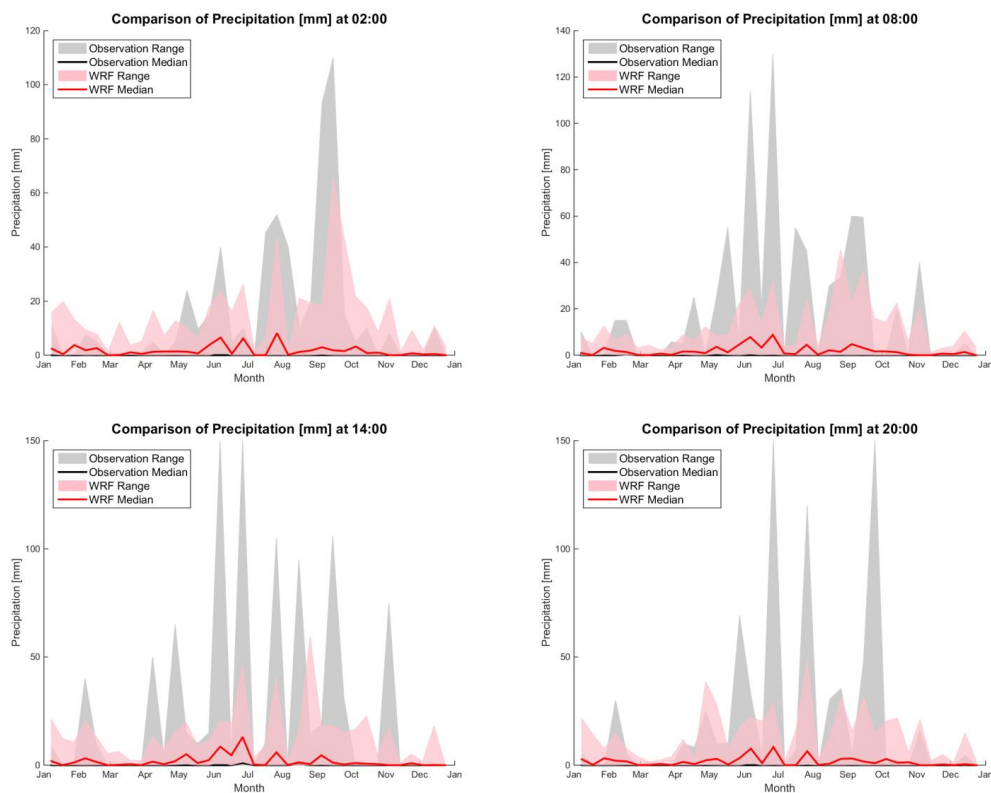 Comparison of Precipitation [mm] at 02:00
120
100
80
60
40
20
0
Precipitation [mm]
Observation Range
Observation Median
WRF Range
WRF Median
Jan Feb Mar Apr May Jun Jul Aug Sep Oct Nov Dec Jan
Month
Comparison of Precipitation [mm] at 08:00
140
120
100
80
60
40
20
0
Precipitation [mm]
Observation Range
Observation Median
WRF Range
WRF Median
Jan Feb Mar Apr May Jun Jul Aug Sep Oct Nov Dec Jan
Month
Comparison of Precipitation [mm] at 14:00
150
100
50
0
Precipitation [mm]
Observation Range
Observation Median
WRF Range
WRF Median
Jan Feb Mar Apr May Jun Jul Aug Sep Oct Nov Dec Jan
Month
Comparison of Precipitation [mm] at 20:00
150
100
50
0
Precipitation [mm]
Observation Range
Observation Median
WRF Range
WRF Median
Jan Feb Mar Apr May Jun Jul Aug Sep Oct Nov Dec Jan
Month